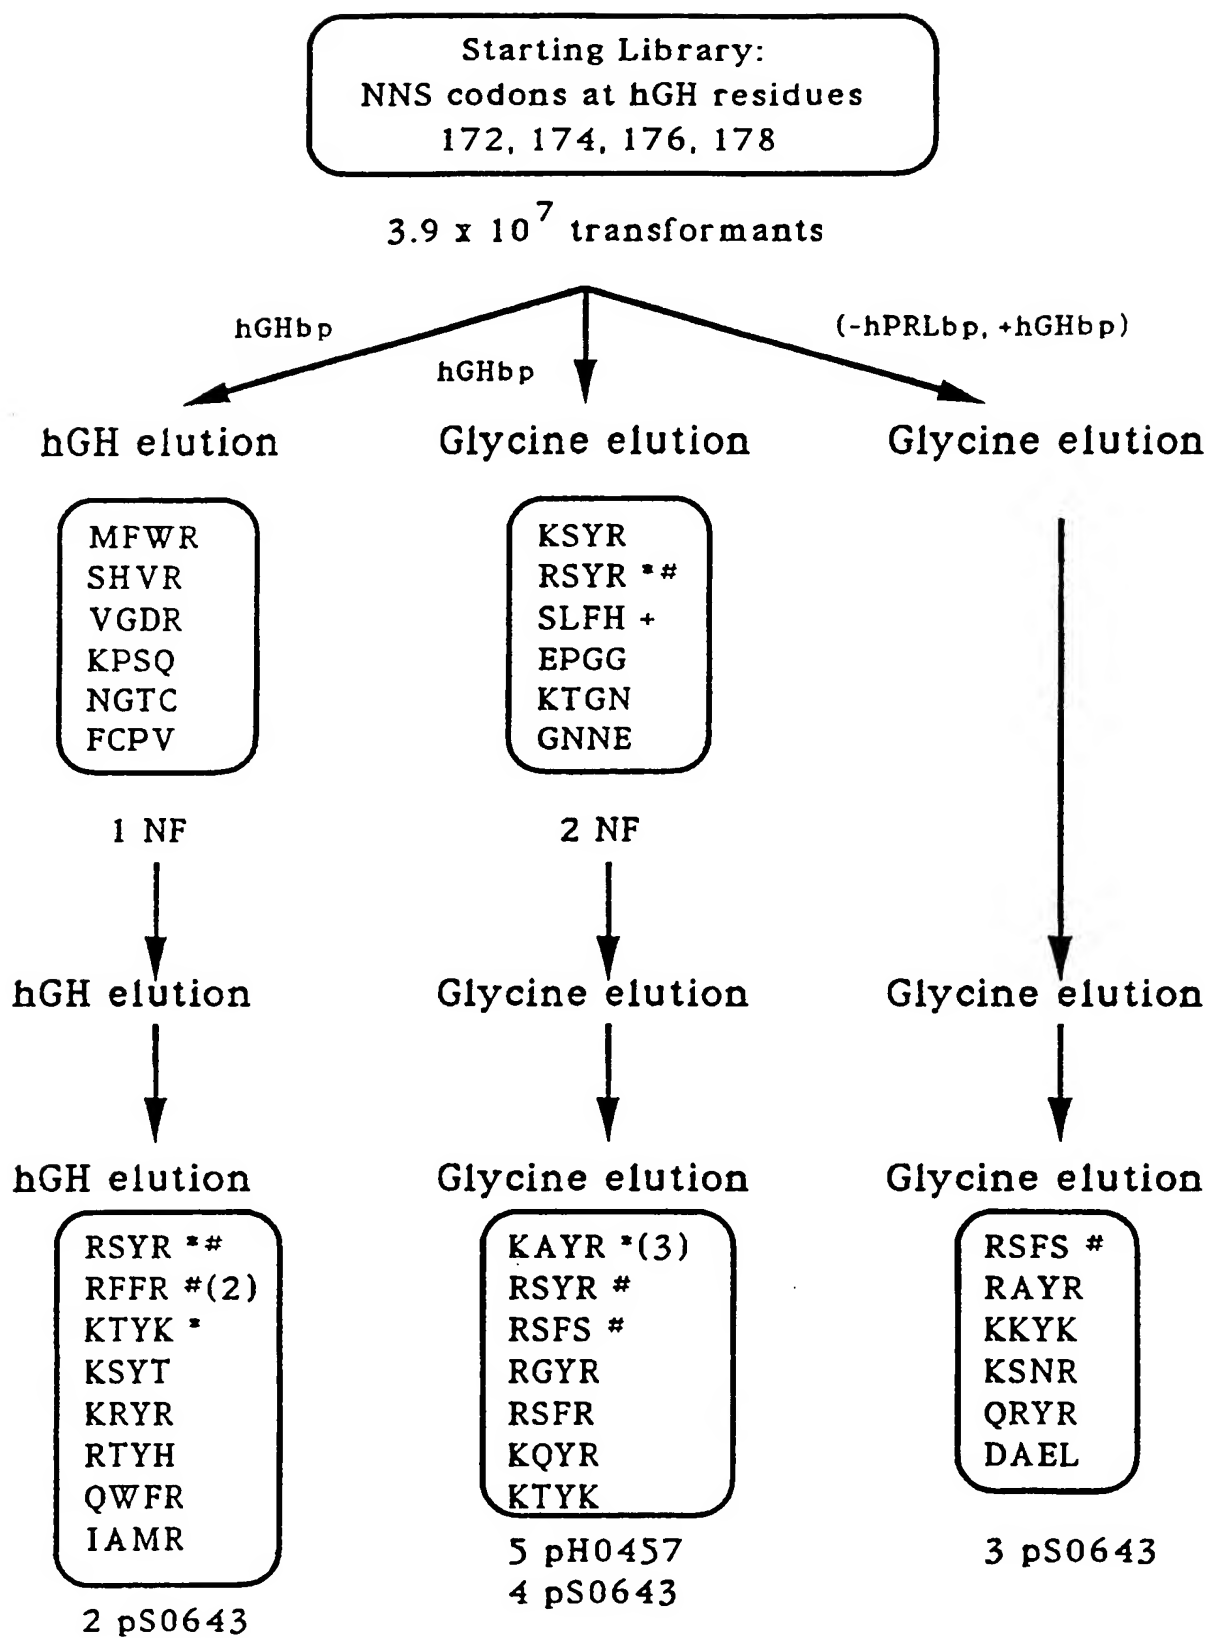 Starting Library:
NNS codons at hGH residues
172, 174, 176, 178
3.9 x 10^7 transformants
hGHbp
hGHbp
(-hPRLbp, +hGHbp)
hGH elution
MFWR
SHVR
VGDR
KPSQ
NGTC
FCPV
1 NF
Glycine elution
KSYR
RSYR *#
SLFH +
EPGG
KTGN
GNNE
2 NF
Glycine elution
hGH elution
Glycine elution
Glycine elution
hGH elution
RSYR *#
RFFR #(2)
KTYK *
KSYT
KRYR
RTYH
QWFR
IAMR
2 pS0643
Glycine elution
KAYR *(3)
RSYR #
RSFS #
RGYR
RSFR
KQYR
KTYK
5 pH0457
4 pS0643
Glycine elution
RSFS #
RAYR
KKYK
KSNR
QRYR
DAEL
3 pS0643